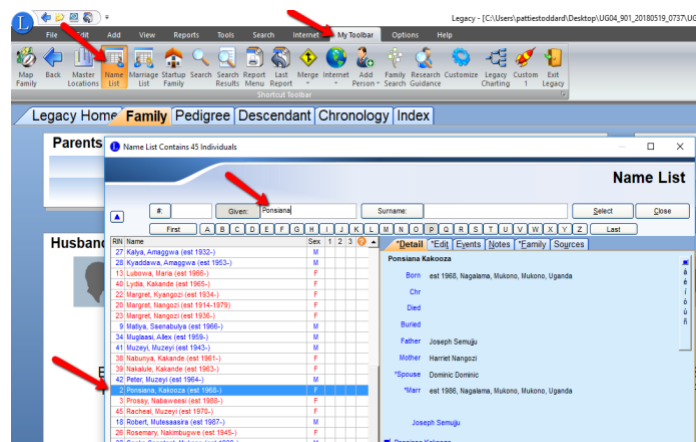 Legacy - [C:\Users\pattiestoddard\Desktop\UG04_901_20180519_0737\UG
File Edit Add View Reports Tools Search Internet My Toolbar Options Help
Map Family Back Master Locations Name List Marriage List Startup Family Search Search Results Report Menu Last Report Merge Internet Add Person Family Search Research Guidance Customize Legacy Charting Custom 1 Exit Legacy
Shortcut Toolbar
Legacy Home Family Pedigree Descendant Chronology Index
Parents
Name List Contains 45 Individuals
Name List
#: Given: Ponsiana Surname: Select Close
First A B C D E F G H I J K L M N O P Q R S T U V W X Y Z Last
Husband
RIN Name Sex 1 2 3
27 Kalya, Amaggwa (est 1932-) M
28 Kyaddawa, Amaggwa (est 1953-) M
13 Lubowa, Maria (est 1966-) F
40 Lydia, Kakande (est 1965-) F
22 Margret, Kyangozi (est 1934-) F
20 Margret, Nangozi (est 1914-1979) F
23 Margret, Nangozi (est 1936-) F
9 Matiya, Ssenabulya (est 1966-) M
34 Muglaasi, Allex (est 1959-) M
41 Muzeyi, Muzeyi (est 1943-) M
38 Nabunya, Kakande (est 1961-) F
39 Nakalule, Kakande (est 1963-) F
42 Peter, Muzeyi (est 1964-) M
2 Ponsiana, Kakooza (est 1968-) F
3 Prossy, Nabaweesi (est 1988-) F
45 Racheal, Muzeyi (est 1970-) F
18 Robert, Mutesaasira (est 1987-) M
26 Rosemary, Nakimbugwe (est 1945-) F
*Detail *Edit Events Notes *Family Sources
Ponsiana Kakooza
Born est 1968, Nagalama, Mukono, Mukono, Uganda
Chr
Died
Buried
Father Joseph Semujju
Mother Harriet Nangozi
*Spouse Dominic Dominic
*Marr est 1986, Nagalama, Mukono, Mukono, Uganda
Joseph Semujju
á
é
í
ó
ú
ñ